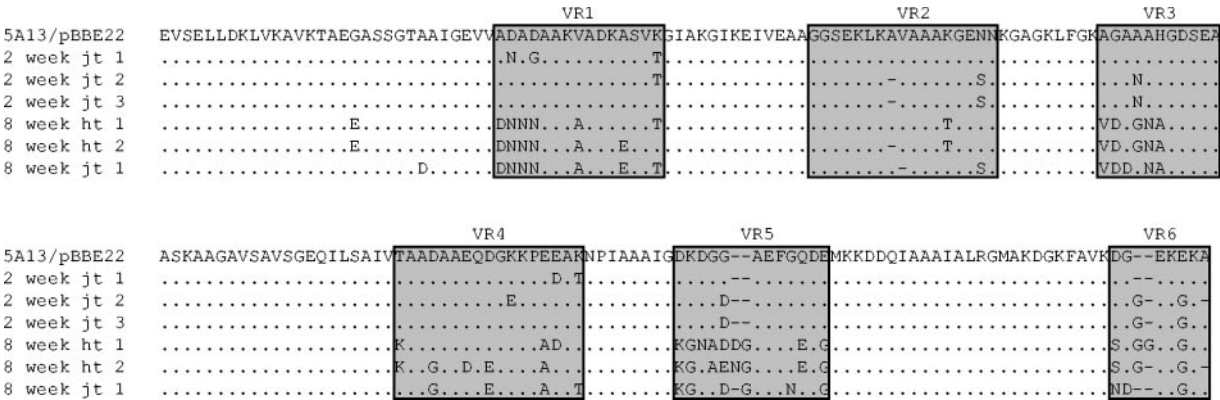 VR1 VR2 VR3
5A13/pBBE22 EVSELLDKLVKAVKTAEGASSGTAAIGEVVADADAAKVADKASVKGIAKGIKEIVEAAGGSEKLKAVAAAKGENNKGAGKLFGKAGAAAHGDSEA
2 week jt 1 ...............................N.G..........T..................................................
2 week jt 2 .................................................................-.......S.............N.......
2 week jt 3 .................................................................-.......S.............N.......
8 week ht 1 .................E............DNNN...A......T.........................T.............VD.GNA.....
8 week ht 2 .................E............DNNN...A...E.......................-....T.............VD.GNA.....
8 week jt 1 .......................D......DNNN...A...E..T.....................-......S..........VDD.NA.....
VR4 VR5 VR6
5A13/pBBE22 ASKAAGAVSAVSGEQILSAIVTAADAAEQDGKKPEEAKNPIAAAIGDKDGG--AEFGQDEMKKDDQIAAAIALRGMAKDGKFAVKDG--EKEKA
2 week jt 1 ...................................D.T.............--..................................--.....
2 week jt 2 ...............................E..................D--..................................G-..G.-
2 week jt 3 ..................................................D--..................................G-..G..
8 week ht 1 .....................K............AD..........KGNADDG....E.G.........................S.GG..G..
8 week ht 2 .....................K..G..D.E....A...........KG.AENG....E.G.........................S.G-..G.-
8 week jt 1 ........................G....E....A..T........KG..D-G...N..G.........................ND--..G..